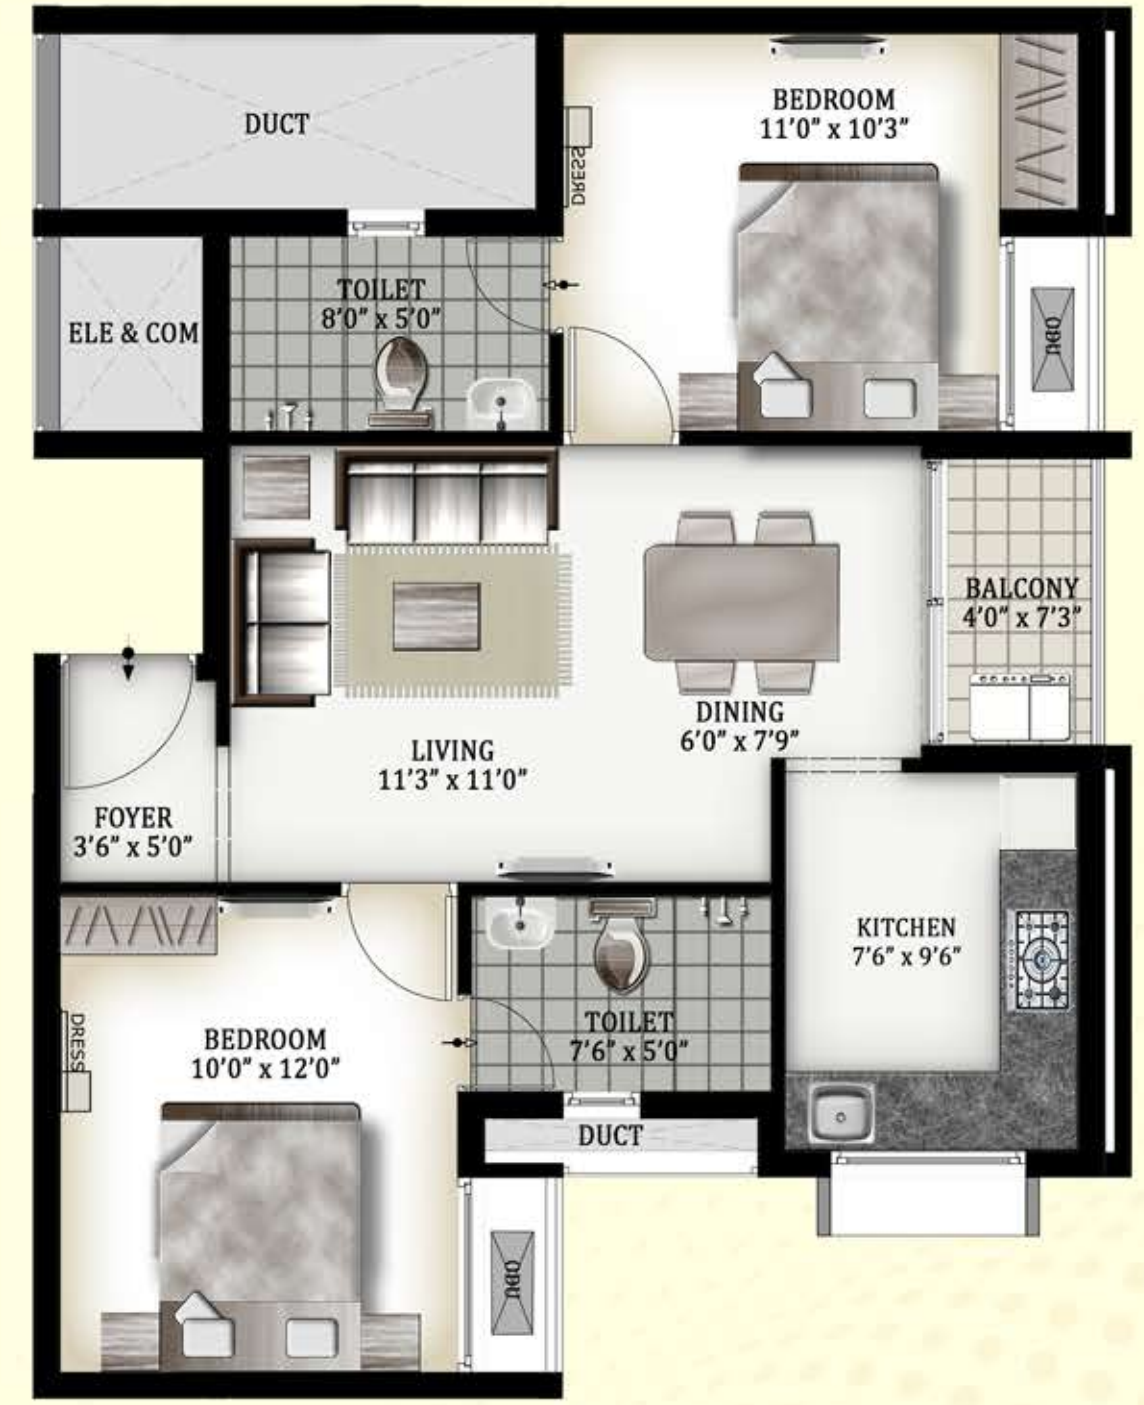 DUCT
BEDROOM
11’0” x 10’3”
DRESS
TOILET
8’0” x 5’0”
ELE & COM
ODU
BALCONY
4’0” x 7’3”
DINING
6’0” x 7’9”
LIVING
11’3” x 11’0”
FOYER
3’6” x 5’0”
KITCHEN
7’6” x 9’6”
DRESS
BEDROOM
10’0” x 12’0”
TOILET
7’6” x 5’0”
DUCT
ODU